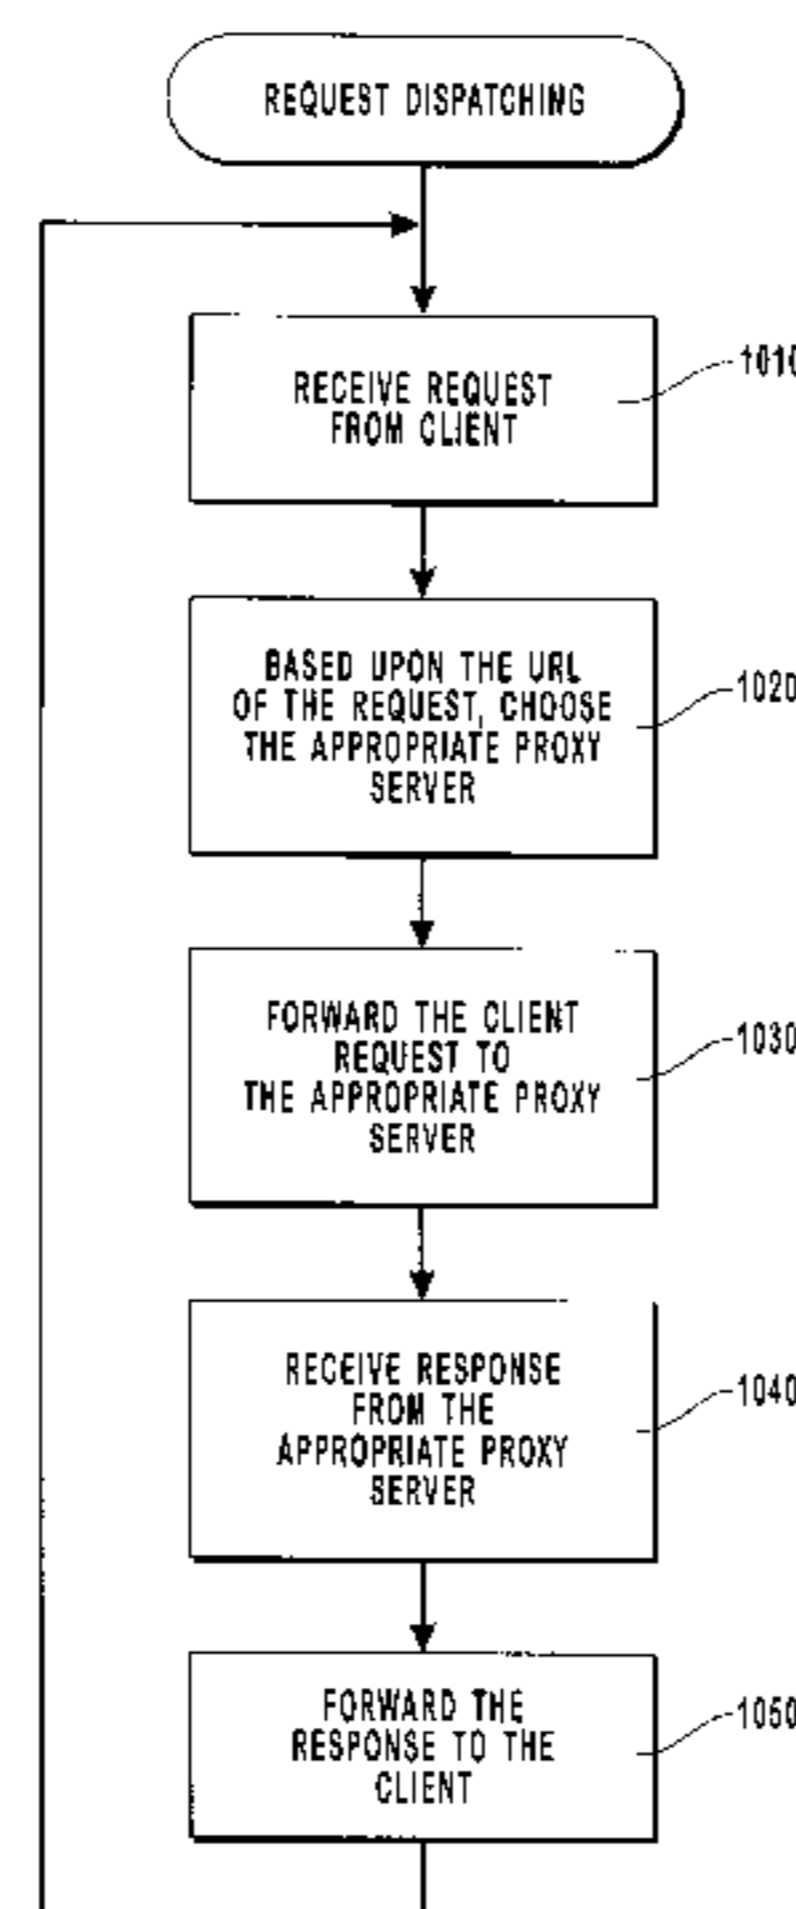 REQUEST DISPATCHING
RECEIVE REQUEST
FROM CLIENT
1010
BASED UPON THE URL
OF THE REQUEST, CHOOSE
THE APPROPRIATE PROXY
SERVER
1020
FORWARD THE CLIENT
REQUEST TO
THE APPROPRIATE PROXY
SERVER
1030
RECEIVE RESPONSE
FROM THE
APPROPRIATE PROXY
SERVER
1040
FORWARD THE
RESPONSE TO THE
CLIENT
1050